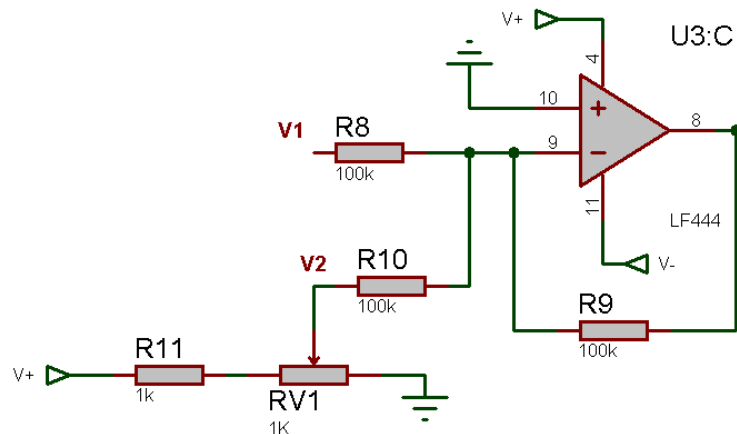 V+
U3:C
4
10
+
V1
R8
100k
9
−
8
11
LF444
V-
V2
R10
100k
R9
100k
V+
R11
1k
RV1
1K